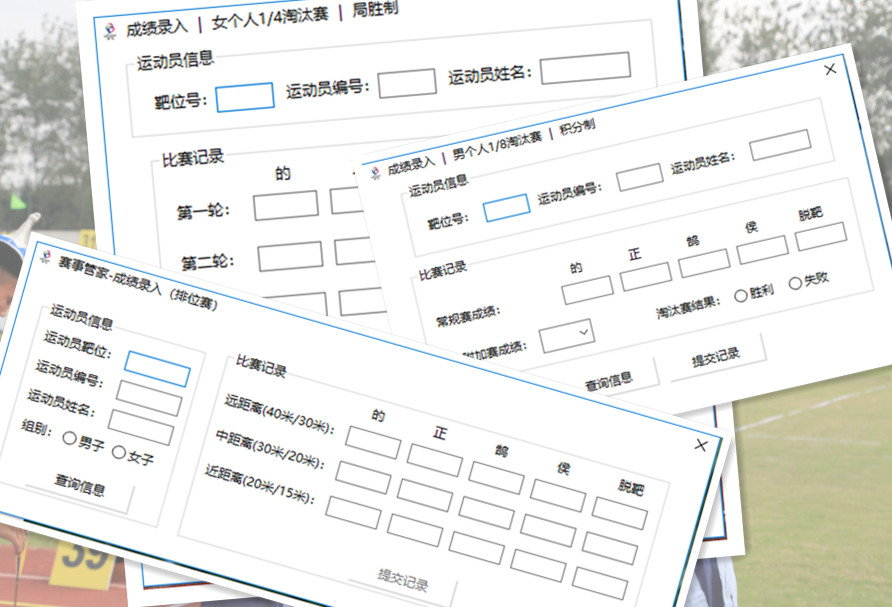 成绩录入 | 女个人1/4淘汰赛 | 局胜制
运动员信息
靶位号： 运动员编号： 运动员姓名：
比赛记录
的
第一轮：
第二轮：
成绩录入 | 男个人1/8淘汰赛 | 积分制
运动员信息
靶位号： 运动员编号： 运动员姓名：
比赛记录
的 正 鹄 侯 脱靶
常规赛成绩：
附加赛成绩： 淘汰赛结果： 胜利 失败
查询信息 提交记录
赛事管家-成绩录入（排位赛）
运动员信息
运动员靶位：
运动员编号：
运动员姓名：
组别： 男子 女子
查询信息
比赛记录
的 正 鹄 侯 脱靶
远距离(40米/30米)：
中距离(30米/20米)：
近距离(20米/15米)：
提交记录
39